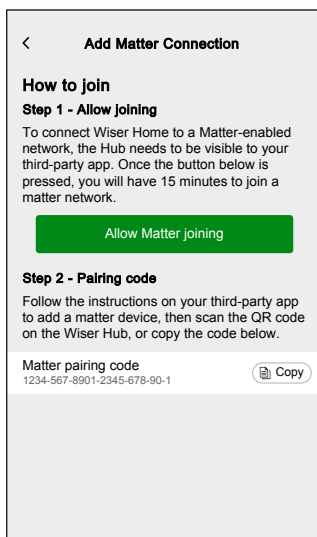 Add Matter Connection
How to join
Step 1 - Allow joining
To connect Wiser Home to a Matter-enabled
network, the Hub needs to be visible to your
third-party app. Once the button below is
pressed, you will have 15 minutes to join a
matter network.
Allow Matter joining
Step 2 - Pairing code
Follow the instructions on your third-party app
to add a matter device, then scan the QR code
on the Wiser Hub, or copy the code below.
Matter pairing code
1234-567-8901-2345-678-90-1
Copy